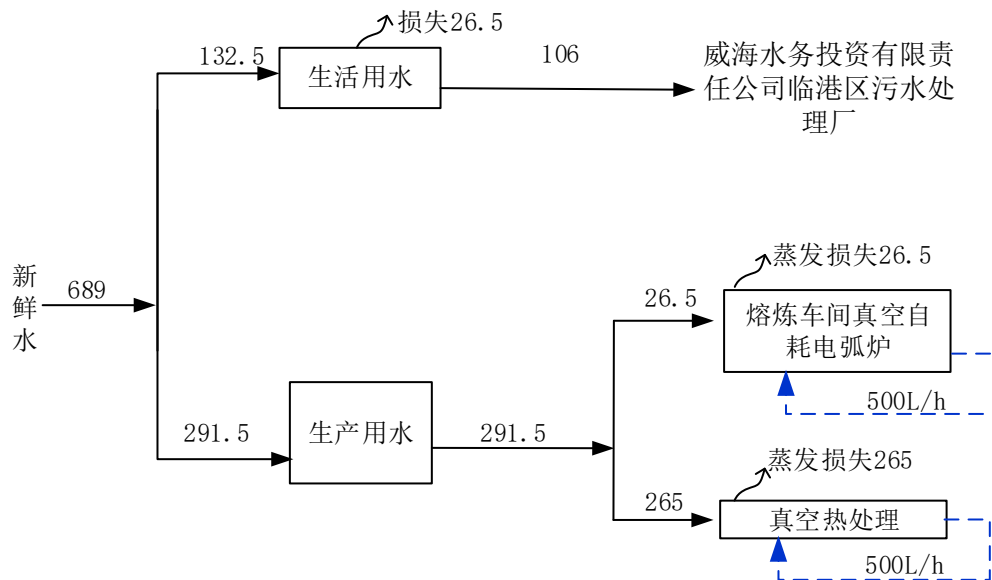 损失26.5
132.5
生活用水
106
威海水务投资有限责
任公司临港区污水处
理厂
新
鲜
水
689
蒸发损失26.5
26.5
熔炼车间真空自
耗电弧炉
500L/h
291.5
生产用水
291.5
蒸发损失265
265
真空热处理
500L/h